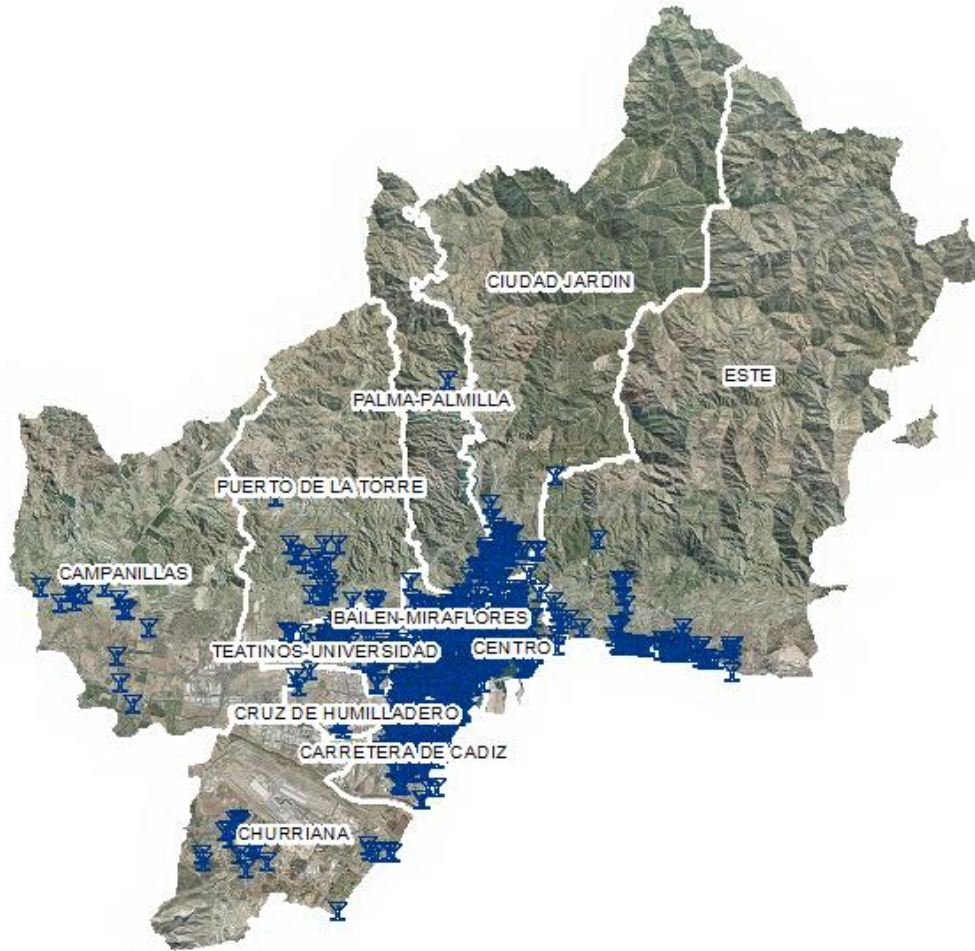 CIUDAD JARDIN
ESTE
PALMA-PALMILLA
PUERTO DE LA TORRE
CAMPANILLAS
BAILEN-MIRAFLORES
TEATINOS-UNIVERSIDAD
CENTRO
CRUZ DE HUMILLADERO
CARRETERA DE CADIZ
CHURRIANA